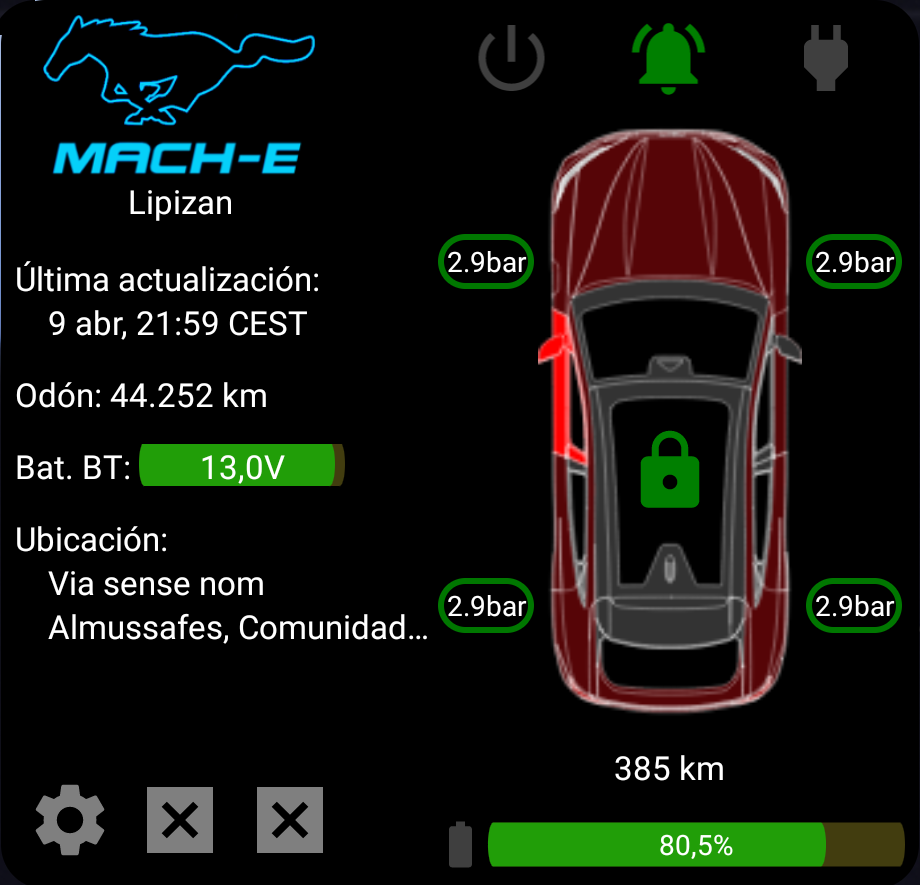 MACH-E
Lipizan
Última actualización:
9 abr, 21:59 CEST
Odón: 44.252 km
Bat. BT: 13,0V
Ubicación:
Via sense nom
Almussafes, Comunidad...
2.9bar
2.9bar
2.9bar
2.9bar
385 km
80,5%